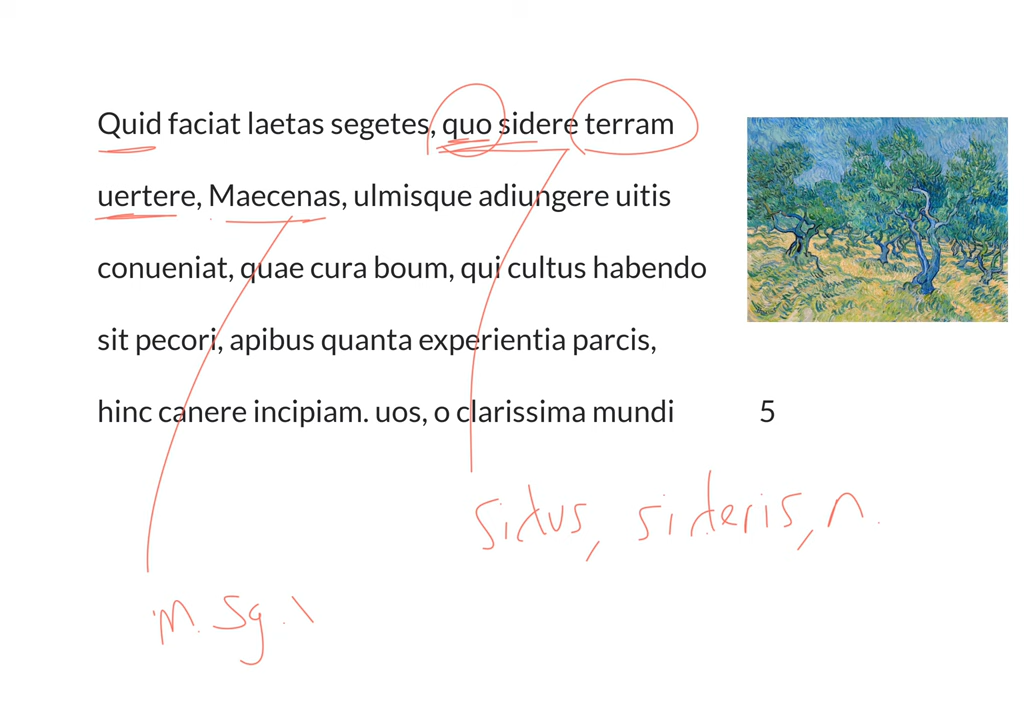 Quid faciat laetas segetes, quo sidere terram
uertere, Maecenas, ulmisque adiungere uitis
conueniat, quae cura boum, qui cultus habendo
sit pecori, apibus quanta experientia parcis,
hinc canere incipiam. uos, o clarissima mundi 5
sidus, sideris, n.
m. sg.